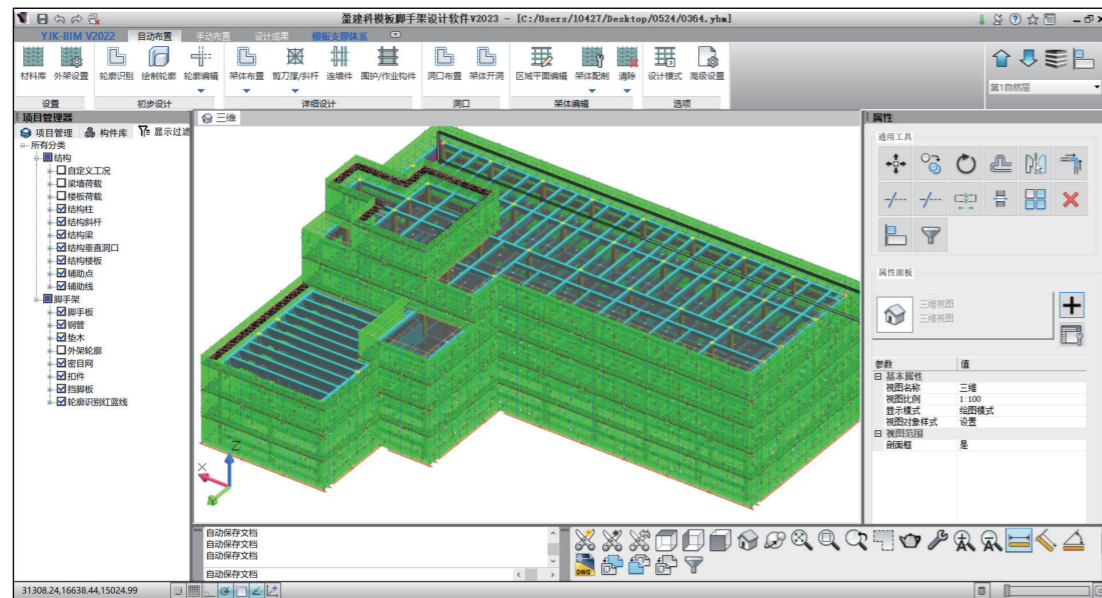 盈建科模板脚手架设计软件V2023 - [C:/Users/10427/Desktop/0524/0364.ybm]
YJK-BIM V2022 自动布置 手动布置 设计成果 模板支撑体系
材料库 外架设置 轮廓识别 绘制轮廓 轮廓编辑 架体布置 剪刀撑/斜杆 连墙件 围护/作业构件 洞口布置 架体开洞 区域平面编辑 架体配制 清除 设计模式 高级设置
第1自然层
设置 初步设计 详细设计 洞口 架体编辑 选项
项目管理器
项目管理 构件库 显示过滤
所有分类
结构
自定义工况
梁墙荷载
楼板荷载
结构柱
结构斜杆
结构梁
结构垂直洞口
结构楼板
辅助点
辅助线
脚手架
脚手板
钢管
垫木
外架轮廓
密目网
扣件
挡脚板
轮廓识别红蓝线
三维
Z
X
属性
通用工具
属性面板
三维视图
三维视图
参数 值
基本属性
视图名称 三维
视图比例 1:100
显示模式 绘图模式
视图对象样式 设置
视图范围
剖面框 是
自动保存文档
自动保存文档
自动保存文档
自动保存文档
DWG
31308.24,16638.44,15024.99